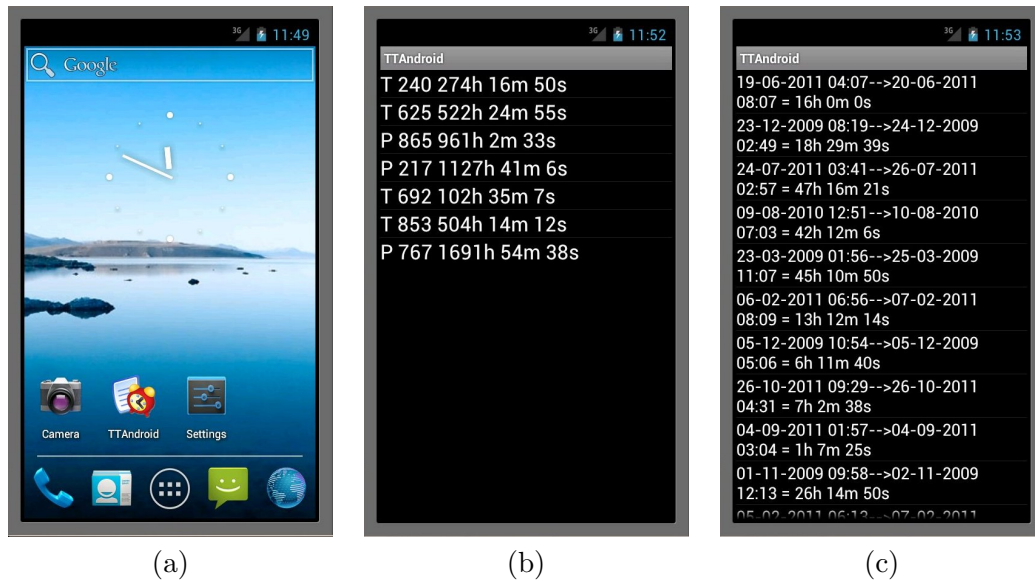 3G 11:49
Google
Camera TTAndroid Settings
(a)
3G 11:52
TTAndroid
T 240 274h 16m 50s
T 625 522h 24m 55s
P 865 961h 2m 33s
P 217 1127h 41m 6s
T 692 102h 35m 7s
T 853 504h 14m 12s
P 767 1691h 54m 38s
(b)
3G 11:53
TTAndroid
19-06-2011 04:07-->20-06-2011
08:07 = 16h 0m 0s
23-12-2009 08:19-->24-12-2009
02:49 = 18h 29m 39s
24-07-2011 03:41-->26-07-2011
02:57 = 47h 16m 21s
09-08-2010 12:51-->10-08-2010
07:03 = 42h 12m 6s
23-03-2009 01:56-->25-03-2009
11:07 = 45h 10m 50s
06-02-2011 06:56-->07-02-2011
08:09 = 13h 12m 14s
05-12-2009 10:54-->05-12-2009
05:06 = 6h 11m 40s
26-10-2011 09:29-->26-10-2011
04:31 = 7h 2m 38s
04-09-2011 01:57-->04-09-2011
03:04 = 1h 7m 25s
01-11-2009 09:58-->02-11-2009
12:13 = 26h 14m 50s
05-02-2011 06:13-->07-02-2011
(c)